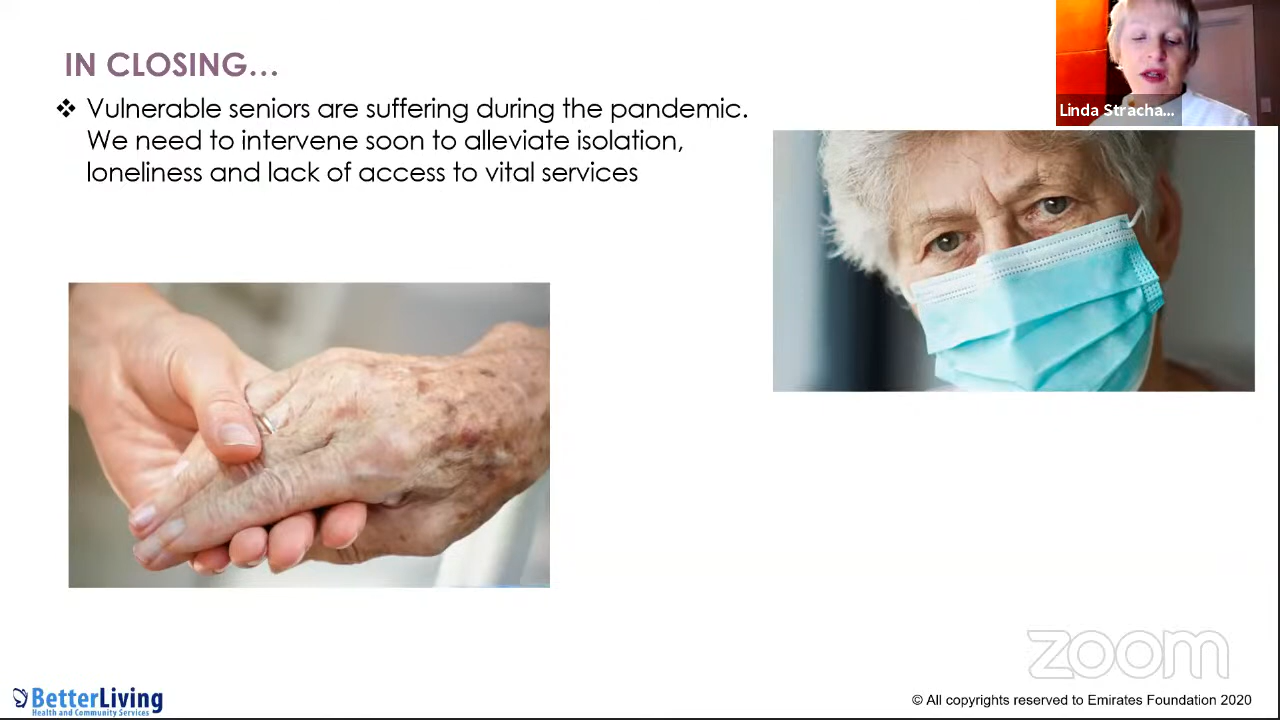 IN CLOSING...
❖ Vulnerable seniors are suffering during the pandemic.
We need to intervene soon to alleviate isolation,
loneliness and lack of access to vital services
Linda Stracha...
zoom
BetterLiving
Health and Community Services
© All copyrights reserved to Emirates Foundation 2020